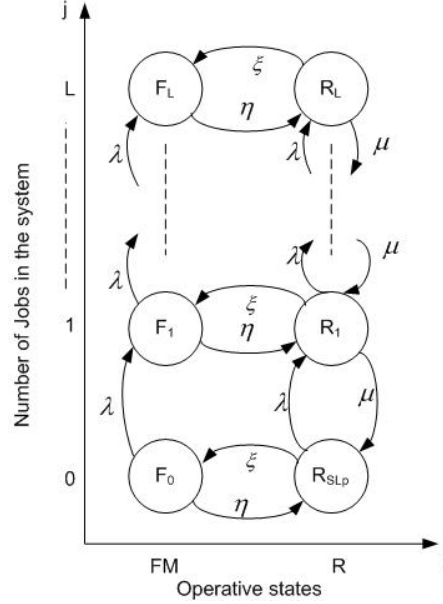 j
L
F_L
ξ
η
R_L
λ
λ
μ
Number of Jobs in the system
λ
λ
μ
1
F_1
ξ
η
R_1
λ
λ
μ
0
F_0
ξ
η
R_SLp
FM
R
Operative states